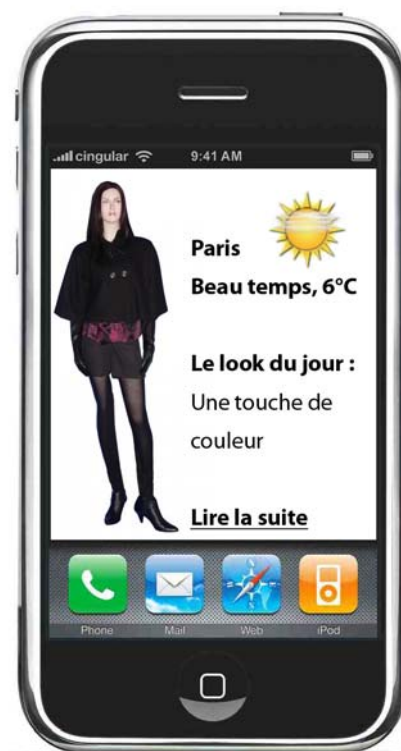 cingular 9:41 AM
Paris
Beau temps, 6°C
Le look du jour :
Une touche de
couleur
Lire la suite
Phone Mail Web iPod